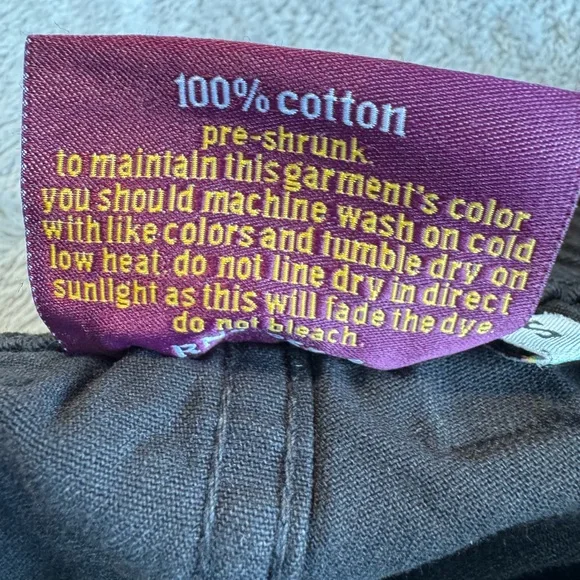 100% cotton
pre-shrunk.
to maintain this garment's color
you should machine wash on cold
with like colors and tumble dry on
low heat: do not line dry in direct
sunlight as this will fade the dye.
do not bleach.